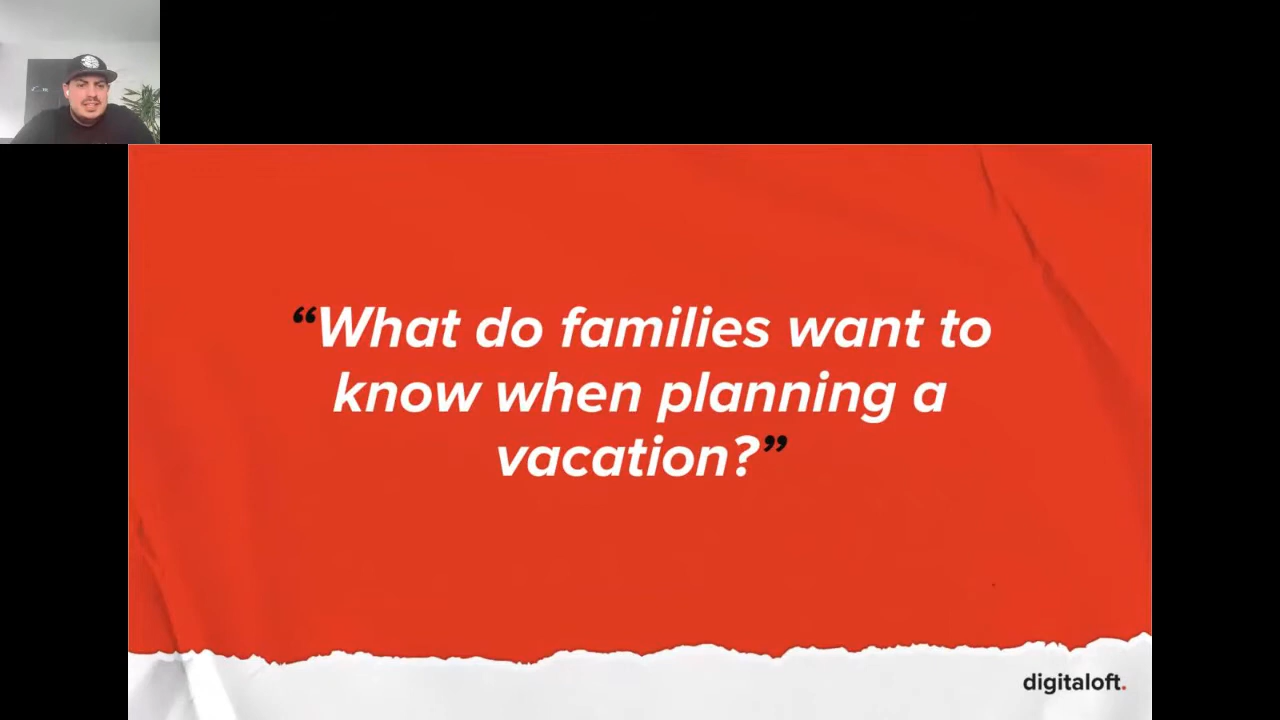 “What do families want to
know when planning a
vacation?”
digitaloft.